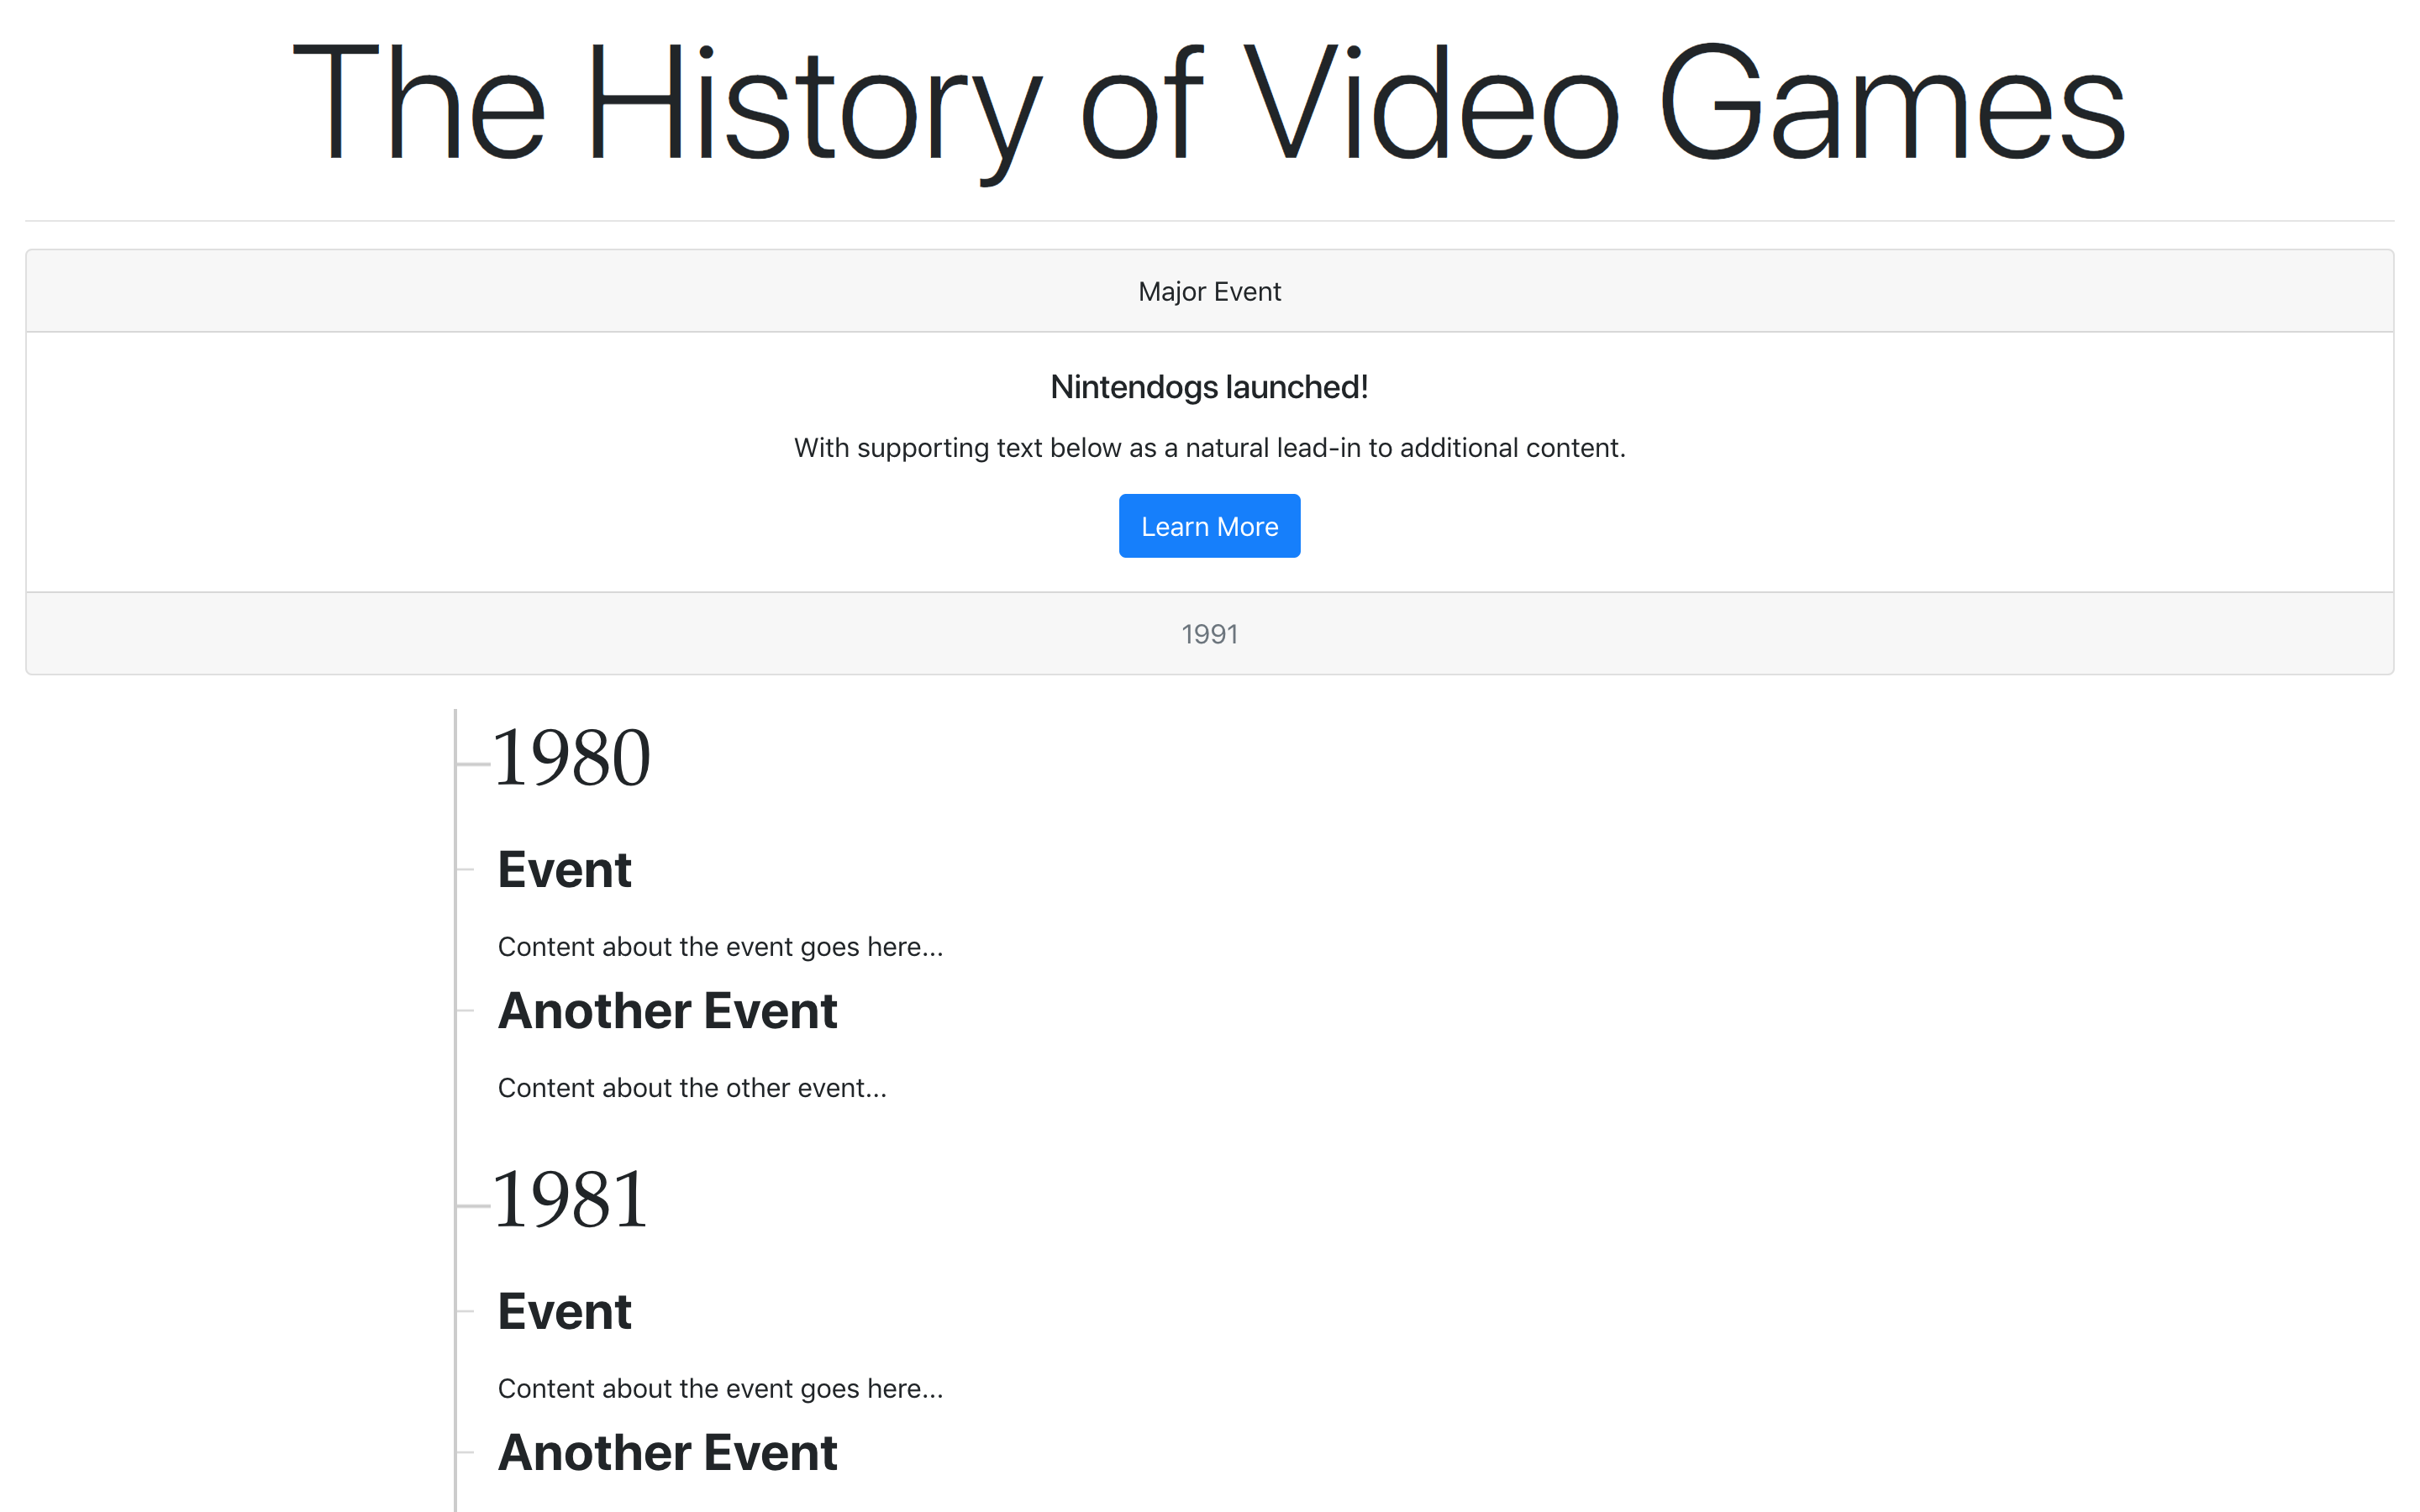 The History of Video Games
Major Event
Nintendogs launched!
With supporting text below as a natural lead-in to additional content.
Learn More
1991
1980
Event
Content about the event goes here...
Another Event
Content about the other event...
1981
Event
Content about the event goes here...
Another Event